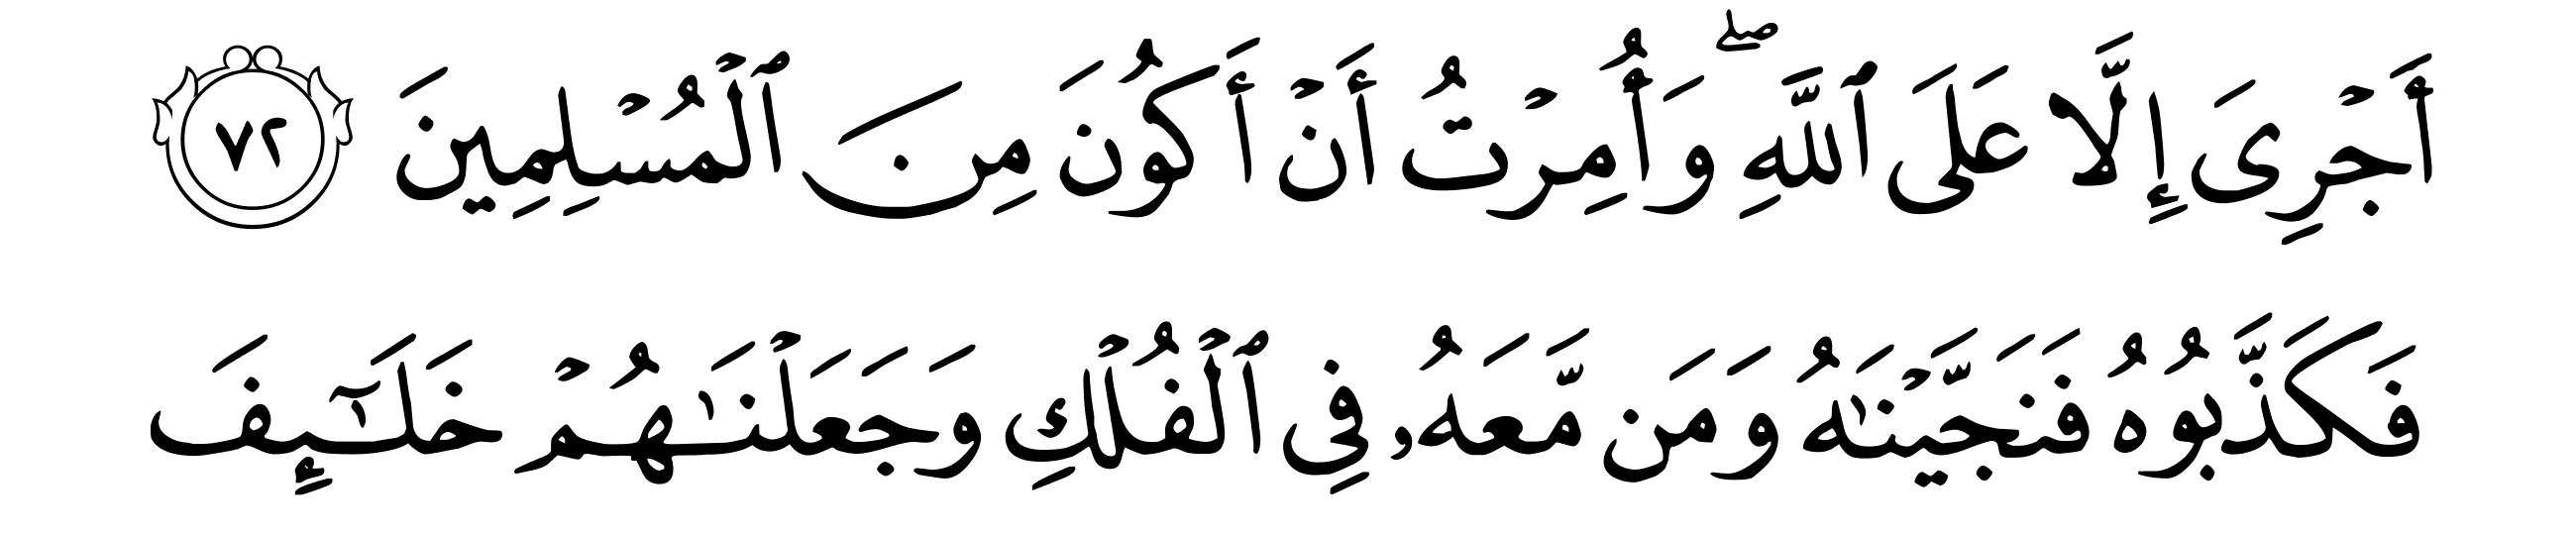 أَجۡرِىَ إِلَّا عَلَى ٱللَّهِۖ وَأُمِرۡتُ أَنۡ أَكُونَ مِنَ ٱلۡمُسۡلِمِينَ ٧٢
فَكَذَّبُوهُ فَنَجَّيۡنَـٰهُ وَمَن مَّعَهُۥ فِى ٱلۡفُلۡكِ وَجَعَلۡنَـٰهُمۡ خَلَـٰٓئِفَ